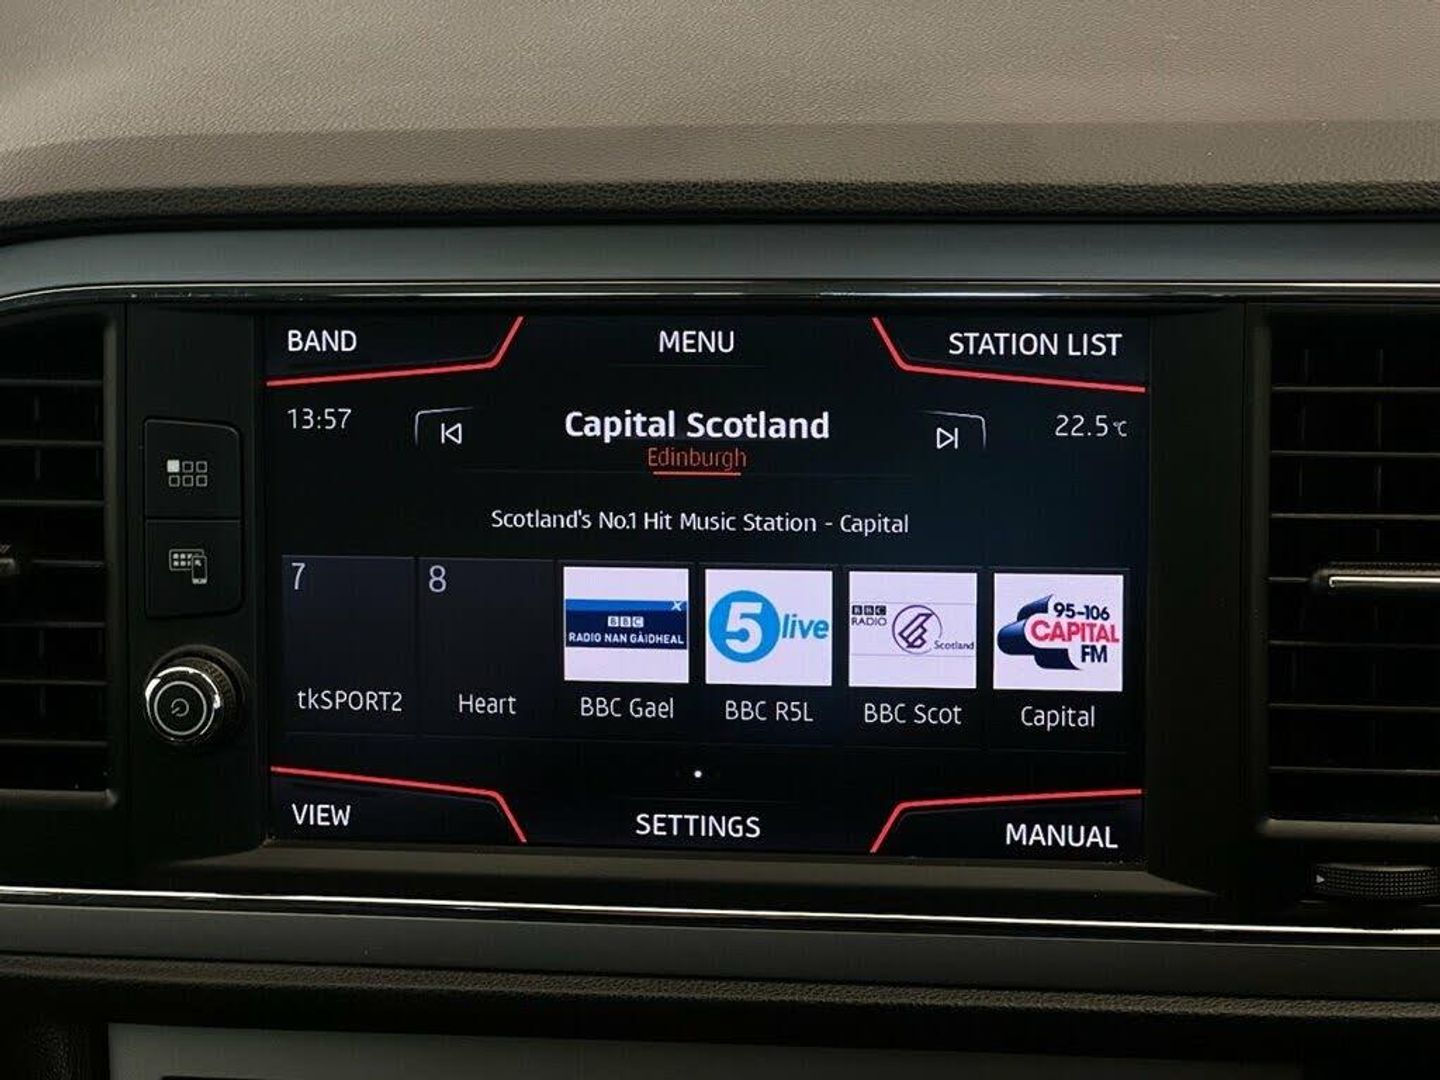 BAND
MENU
STATION LIST
13:57
Capital Scotland
22.5°C
Edinburgh
Scotland's No.1 Hit Music Station - Capital
7
8
BBC
RADIO NAN GÀIDHEAL
5 live
BBC
RADIO
Scotland
95-106
CAPITAL
FM
tkSPORT2
Heart
BBC Gael
BBC R5L
BBC Scot
Capital
VIEW
SETTINGS
MANUAL